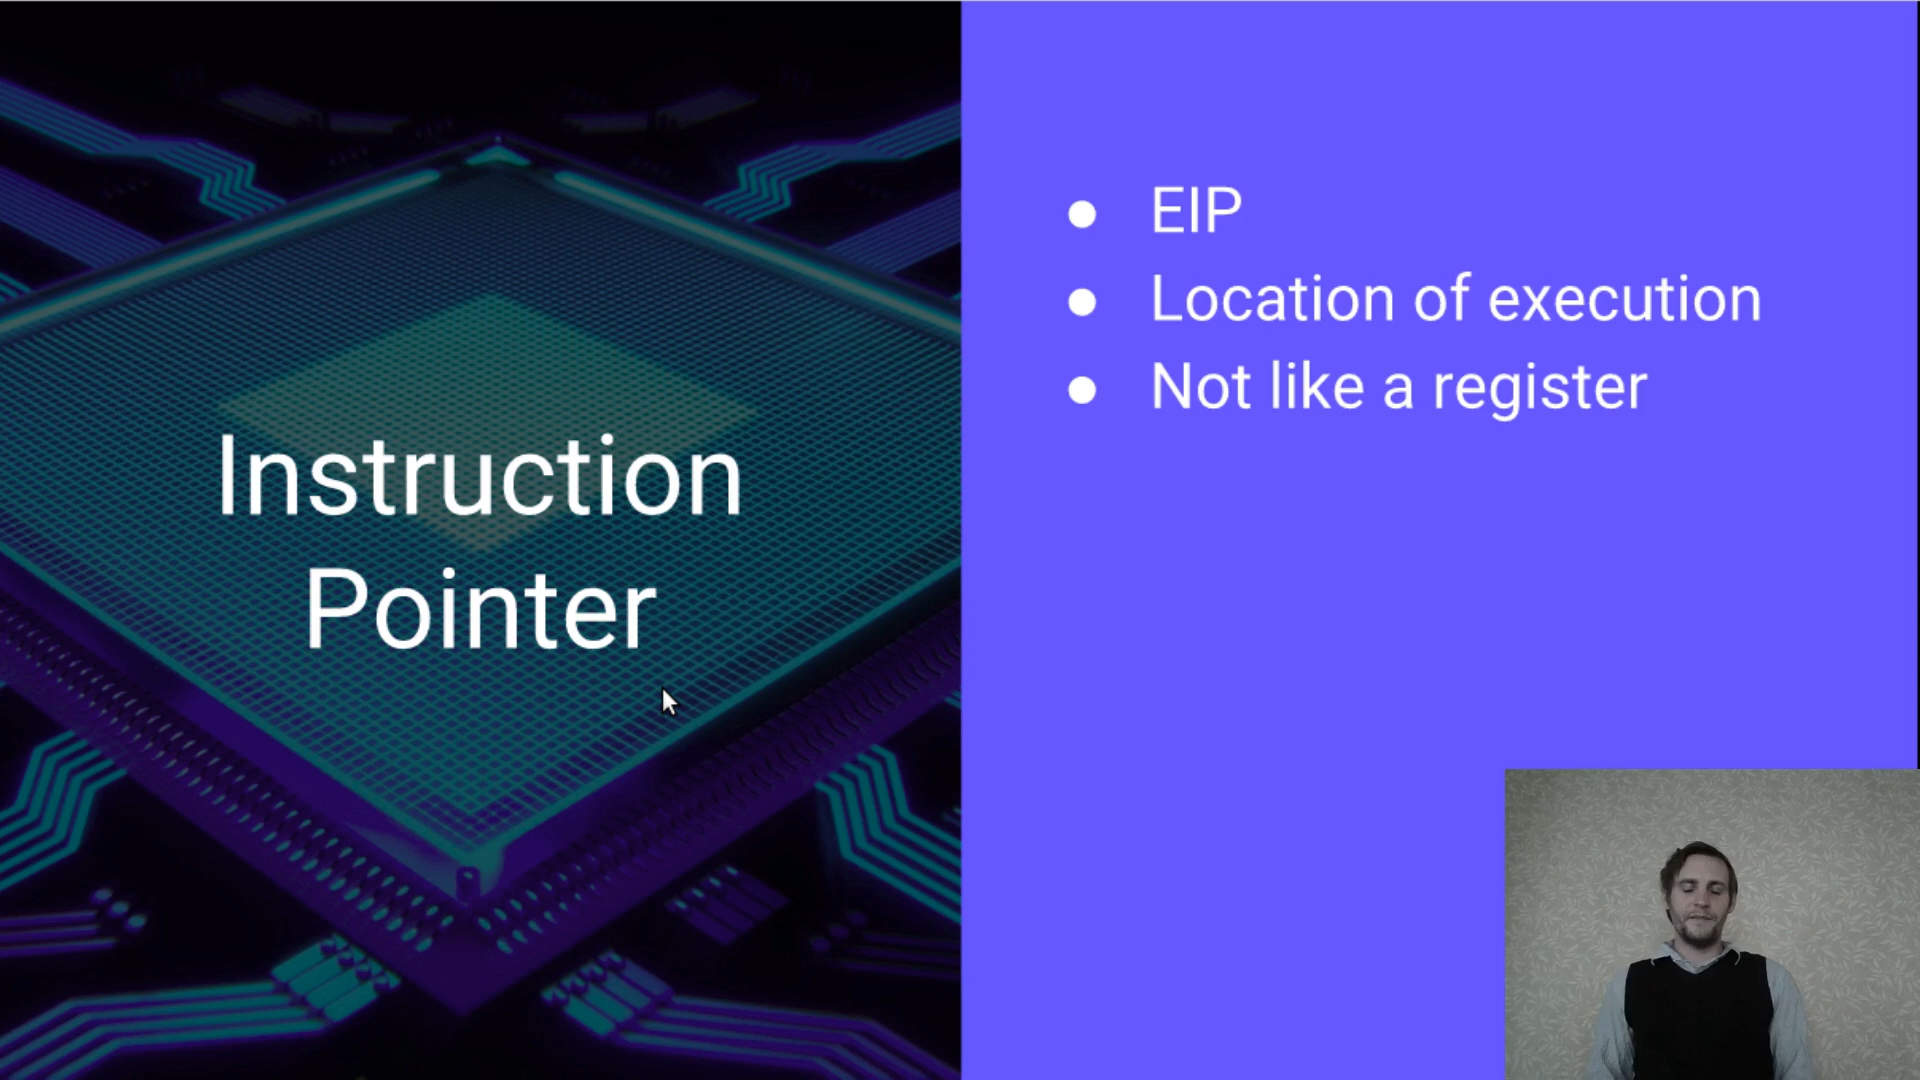 Instruction
Pointer
EIP
Location of execution
Not like a register